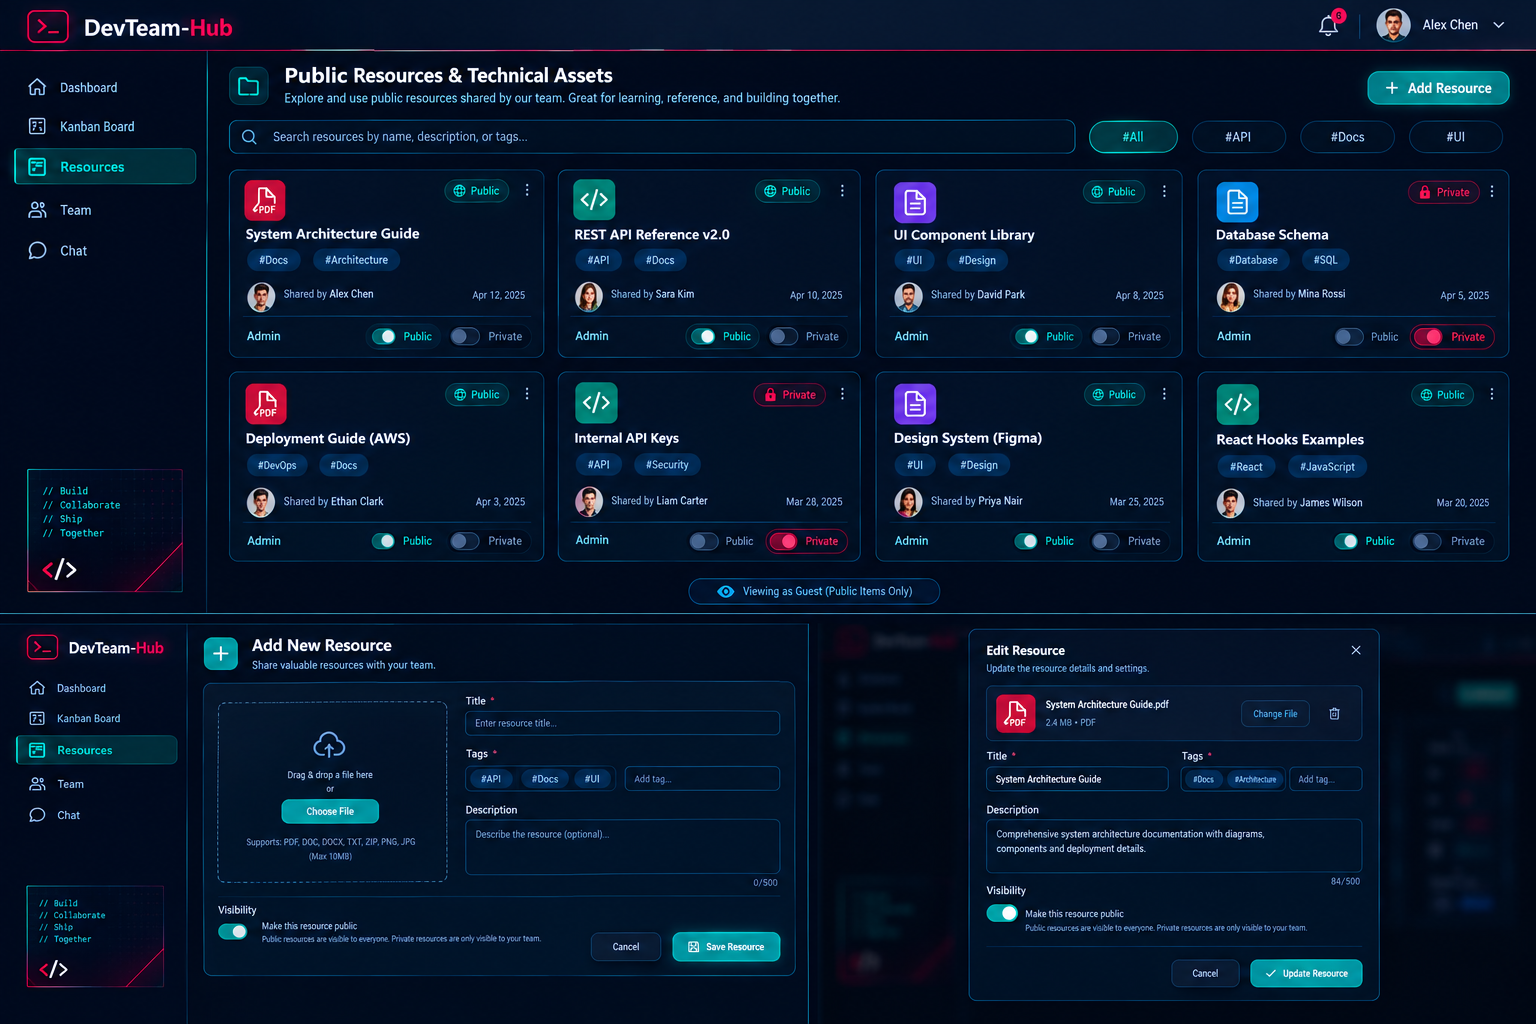 >_ DevTeam-Hub
6
Alex Chen
Dashboard
Kanban Board
Resources
Team
Chat
// Build
// Collaborate
// Ship
// Together
</>
Public Resources & Technical Assets
Explore and use public resources shared by our team. Great for learning, reference, and building together.
+ Add Resource
Search resources by name, description, or tags...
#All
#API
#Docs
#UI
PDF
Public
System Architecture Guide
#Docs #Architecture
Shared by Alex Chen Apr 12, 2025
Admin Public Private
</>
Public
REST API Reference v2.0
#API #Docs
Shared by Sara Kim Apr 10, 2025
Admin Public Private
Public
UI Component Library
#UI #Design
Shared by David Park Apr 8, 2025
Admin Public Private
Private
Database Schema
#Database #SQL
Shared by Mina Rossi Apr 5, 2025
Admin Public Private
PDF
Public
Deployment Guide (AWS)
#DevOps #Docs
Shared by Ethan Clark Apr 3, 2025
Admin Public Private
</>
Private
Internal API Keys
#API #Security
Shared by Liam Carter Mar 28, 2025
Admin Public Private
Public
Design System (Figma)
#UI #Design
Shared by Priya Nair Mar 25, 2025
Admin Public Private
</>
Public
React Hooks Examples
#React #JavaScript
Shared by James Wilson Mar 20, 2025
Admin Public Private
Viewing as Guest (Public Items Only)
>_ DevTeam-Hub
Dashboard
Kanban Board
Resources
Team
Chat
// Build
// Collaborate
// Ship
// Together
</>
+ Add New Resource
Share valuable resources with your team.
Drag & drop a file here
or
Choose File
Supports: PDF, DOC, DOCX, TXT, ZIP, PNG, JPG
(Max 10MB)
Title *
Enter resource title...
Tags *
#API #Docs #UI Add tag...
Description
Describe the resource (optional)...
0/500
Visibility
Make this resource public
Public resources are visible to everyone. Private resources are only visible to your team.
Cancel
Save Resource
Edit Resource
Update the resource details and settings.
PDF
System Architecture Guide.pdf
2.4 MB • PDF
Change File
Title *
System Architecture Guide
Tags *
#Docs #Architecture Add tag...
Description
Comprehensive system architecture documentation with diagrams,
components and deployment details.
84/500
Visibility
Make this resource public
Public resources are visible to everyone. Private resources are only visible to your team.
Cancel
Update Resource